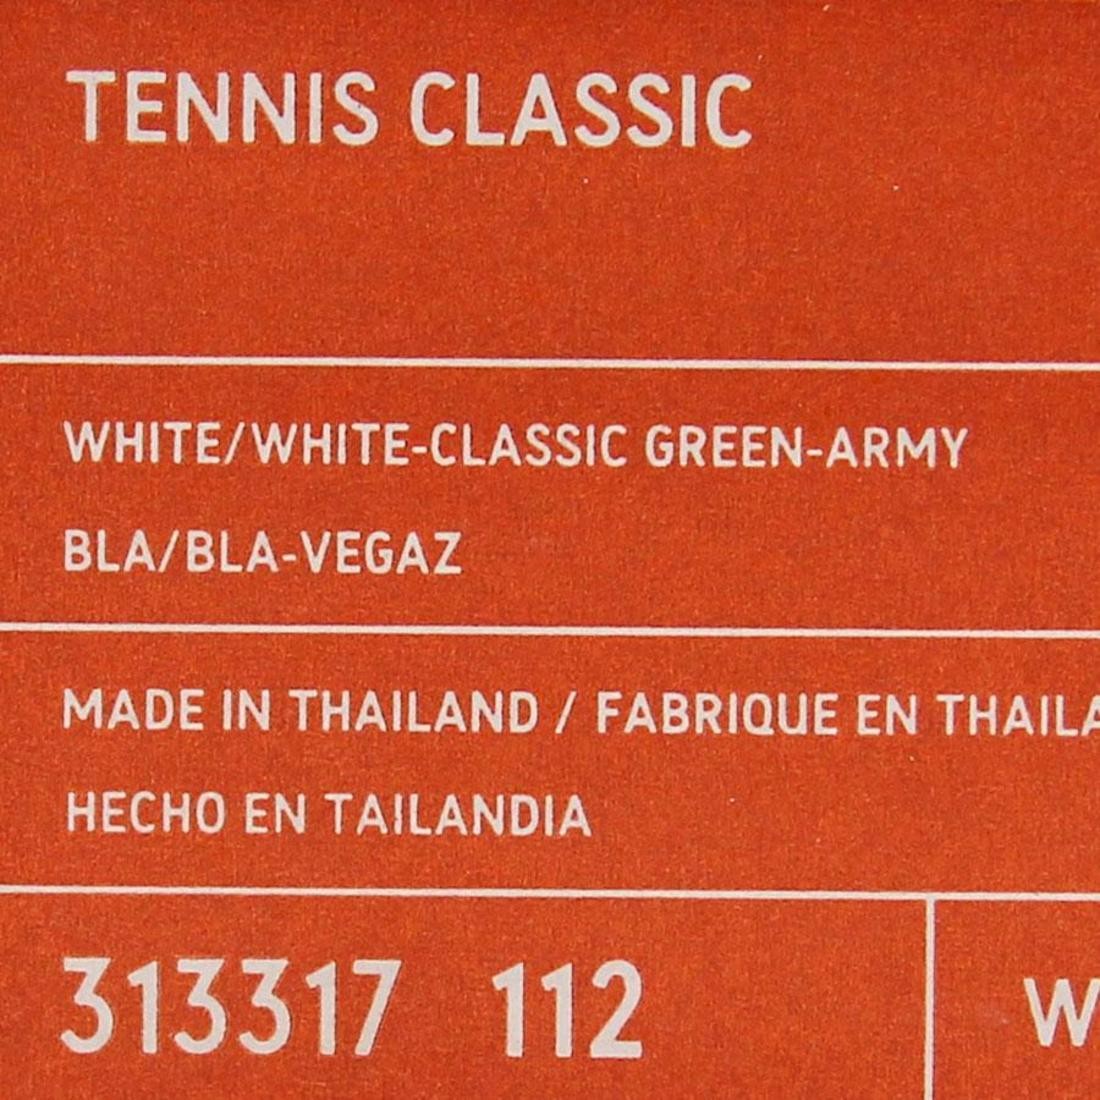 TENNIS CLASSIC
WHITE/WHITE-CLASSIC GREEN-ARMY
BLA/BLA-VEGAZ
MADE IN THAILAND / FABRIQUE EN
HECHO EN TAILANDIA
313317 112